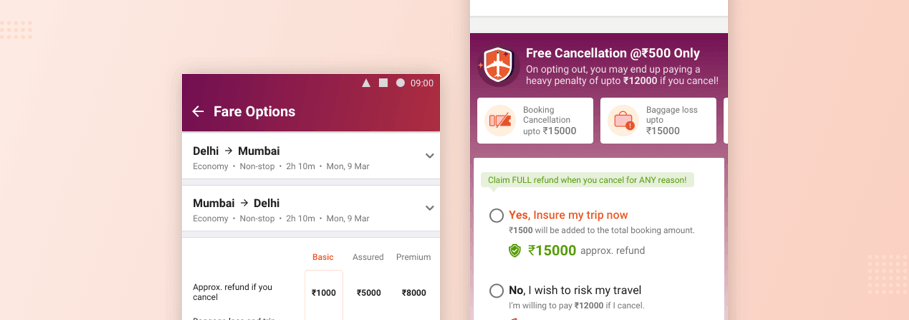 09:00
Fare Options
Delhi → Mumbai
Economy • Non-stop • 2h 10m • Mon, 9 Mar
Mumbai → Delhi
Economy • Non-stop • 2h 10m • Mon, 9 Mar
Basic Assured Premium
Approx. refund if you
cancel
₹1000 ₹5000 ₹8000
Free Cancellation @₹500 Only
On opting out, you may end up paying a
heavy penalty of upto ₹12000 if you cancel!
Booking
Cancellation
upto ₹15000
Baggage loss
upto
₹15000
Claim FULL refund when you cancel for ANY reason!
Yes, Insure my trip now
₹1500 will be added to the total booking amount.
₹15000 approx. refund
No, I wish to risk my travel
I'm willing to pay ₹12000 if I cancel.